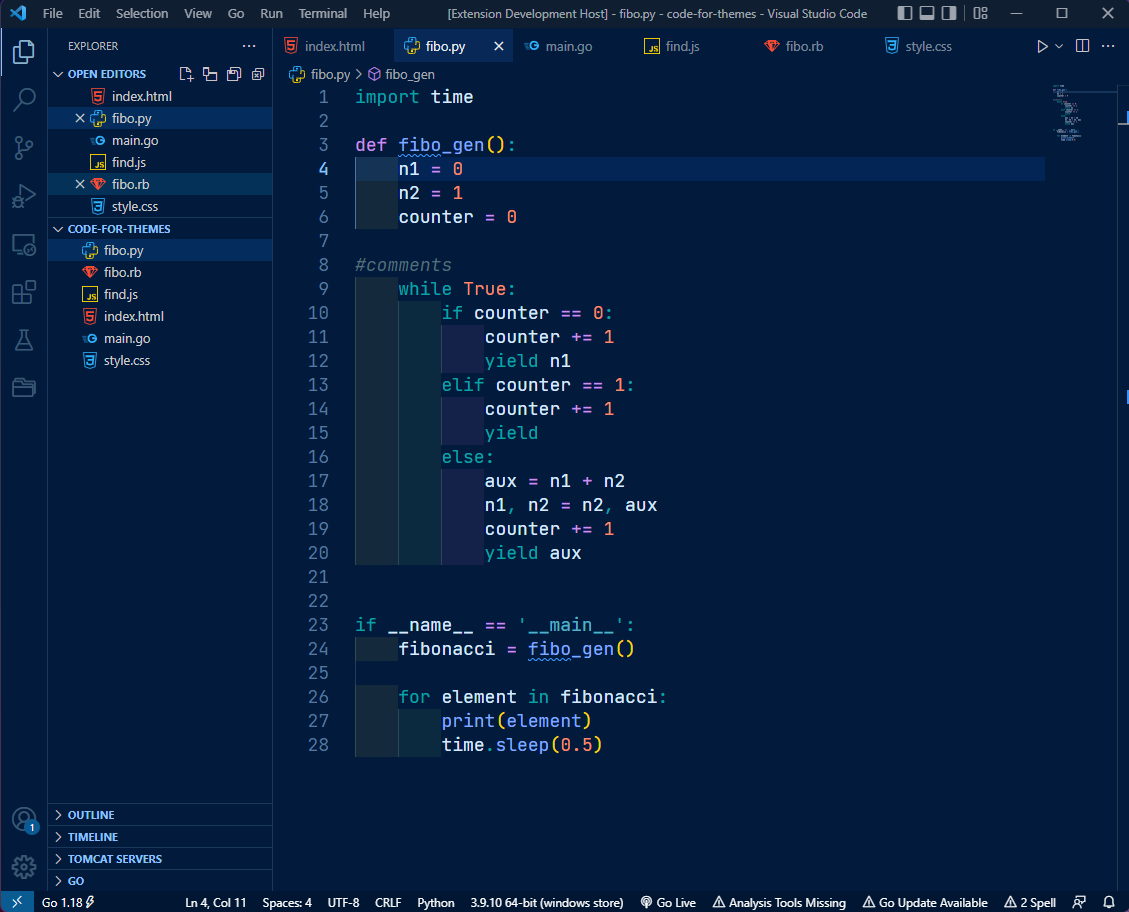 File Edit Selection View Go Run Terminal Help [Extension Development Host] - fibo.py - code-for-themes - Visual Studio Code
EXPLORER
index.html fibo.py main.go JS find.js fibo.rb style.css
OPEN EDITORS
fibo.py > fibo_gen
index.html
fibo.py
main.go
JS find.js
fibo.rb
style.css
CODE-FOR-THEMES
fibo.py
fibo.rb
JS find.js
index.html
main.go
style.css
OUTLINE
TIMELINE
TOMCAT SERVERS
GO
1
1 import time
2
3 def fibo_gen():
4     n1 = 0
5     n2 = 1
6     counter = 0
7
8 #comments
9     while True:
10         if counter == 0:
11             counter += 1
12             yield n1
13         elif counter == 1:
14             counter += 1
15             yield
16         else:
17             aux = n1 + n2
18             n1, n2 = n2, aux
19             counter += 1
20             yield aux
21
22
23 if __name__ == '__main__':
24     fibonacci = fibo_gen()
25
26     for element in fibonacci:
27         print(element)
28         time.sleep(0.5)
Go 1.18 Ln 4, Col 11 Spaces: 4 UTF-8 CRLF Python 3.9.10 64-bit (windows store) Go Live Analysis Tools Missing Go Update Available 2 Spell